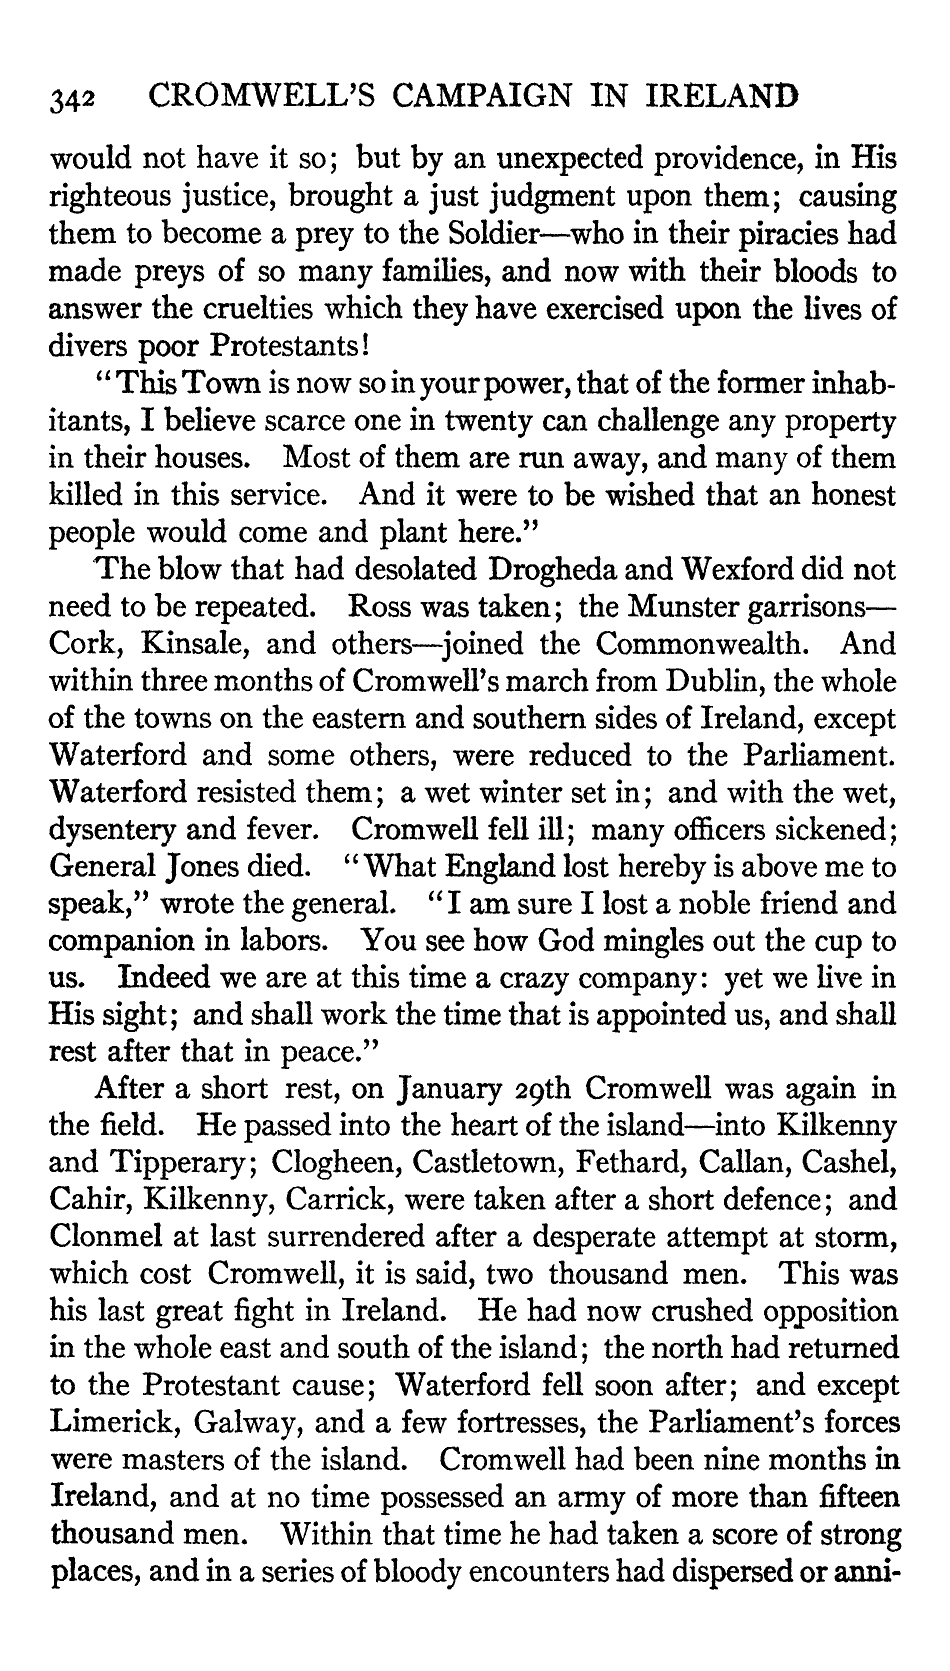 342 CROMWELL'S CAMPAIGN IN IRELAND
would not have it so; but by an unexpected providence, in His
righteous justice, brought a just judgment upon them; causing
them to become a prey to the Soldier—who in their piracies had
made preys of so many families, and now with their bloods to
answer the cruelties which they have exercised upon the lives of
divers poor Protestants!
"This Town is now so in your power, that of the former inhab-
itants, I believe scarce one in twenty can challenge any property
in their houses. Most of them are run away, and many of them
killed in this service. And it were to be wished that an honest
people would come and plant here."
The blow that had desolated Drogheda and Wexford did not
need to be repeated. Ross was taken; the Munster garrisons—
Cork, Kinsale, and others—joined the Commonwealth. And
within three months of Cromwell's march from Dublin, the whole
of the towns on the eastern and southern sides of Ireland, except
Waterford and some others, were reduced to the Parliament.
Waterford resisted them; a wet winter set in; and with the wet,
dysentery and fever. Cromwell fell ill; many officers sickened;
General Jones died. "What England lost hereby is above me to
speak," wrote the general. "I am sure I lost a noble friend and
companion in labors. You see how God mingles out the cup to
us. Indeed we are at this time a crazy company: yet we live in
His sight; and shall work the time that is appointed us, and shall
rest after that in peace."
After a short rest, on January 29th Cromwell was again in
the field. He passed into the heart of the island—into Kilkenny
and Tipperary; Clogheen, Castletown, Fethard, Callan, Cashel,
Cahir, Kilkenny, Carrick, were taken after a short defence; and
Clonmel at last surrendered after a desperate attempt at storm,
which cost Cromwell, it is said, two thousand men. This was
his last great fight in Ireland. He had now crushed opposition
in the whole east and south of the island; the north had returned
to the Protestant cause; Waterford fell soon after; and except
Limerick, Galway, and a few fortresses, the Parliament's forces
were masters of the island. Cromwell had been nine months in
Ireland, and at no time possessed an army of more than fifteen
thousand men. Within that time he had taken a score of strong
places, and in a series of bloody encounters had dispersed or anni-